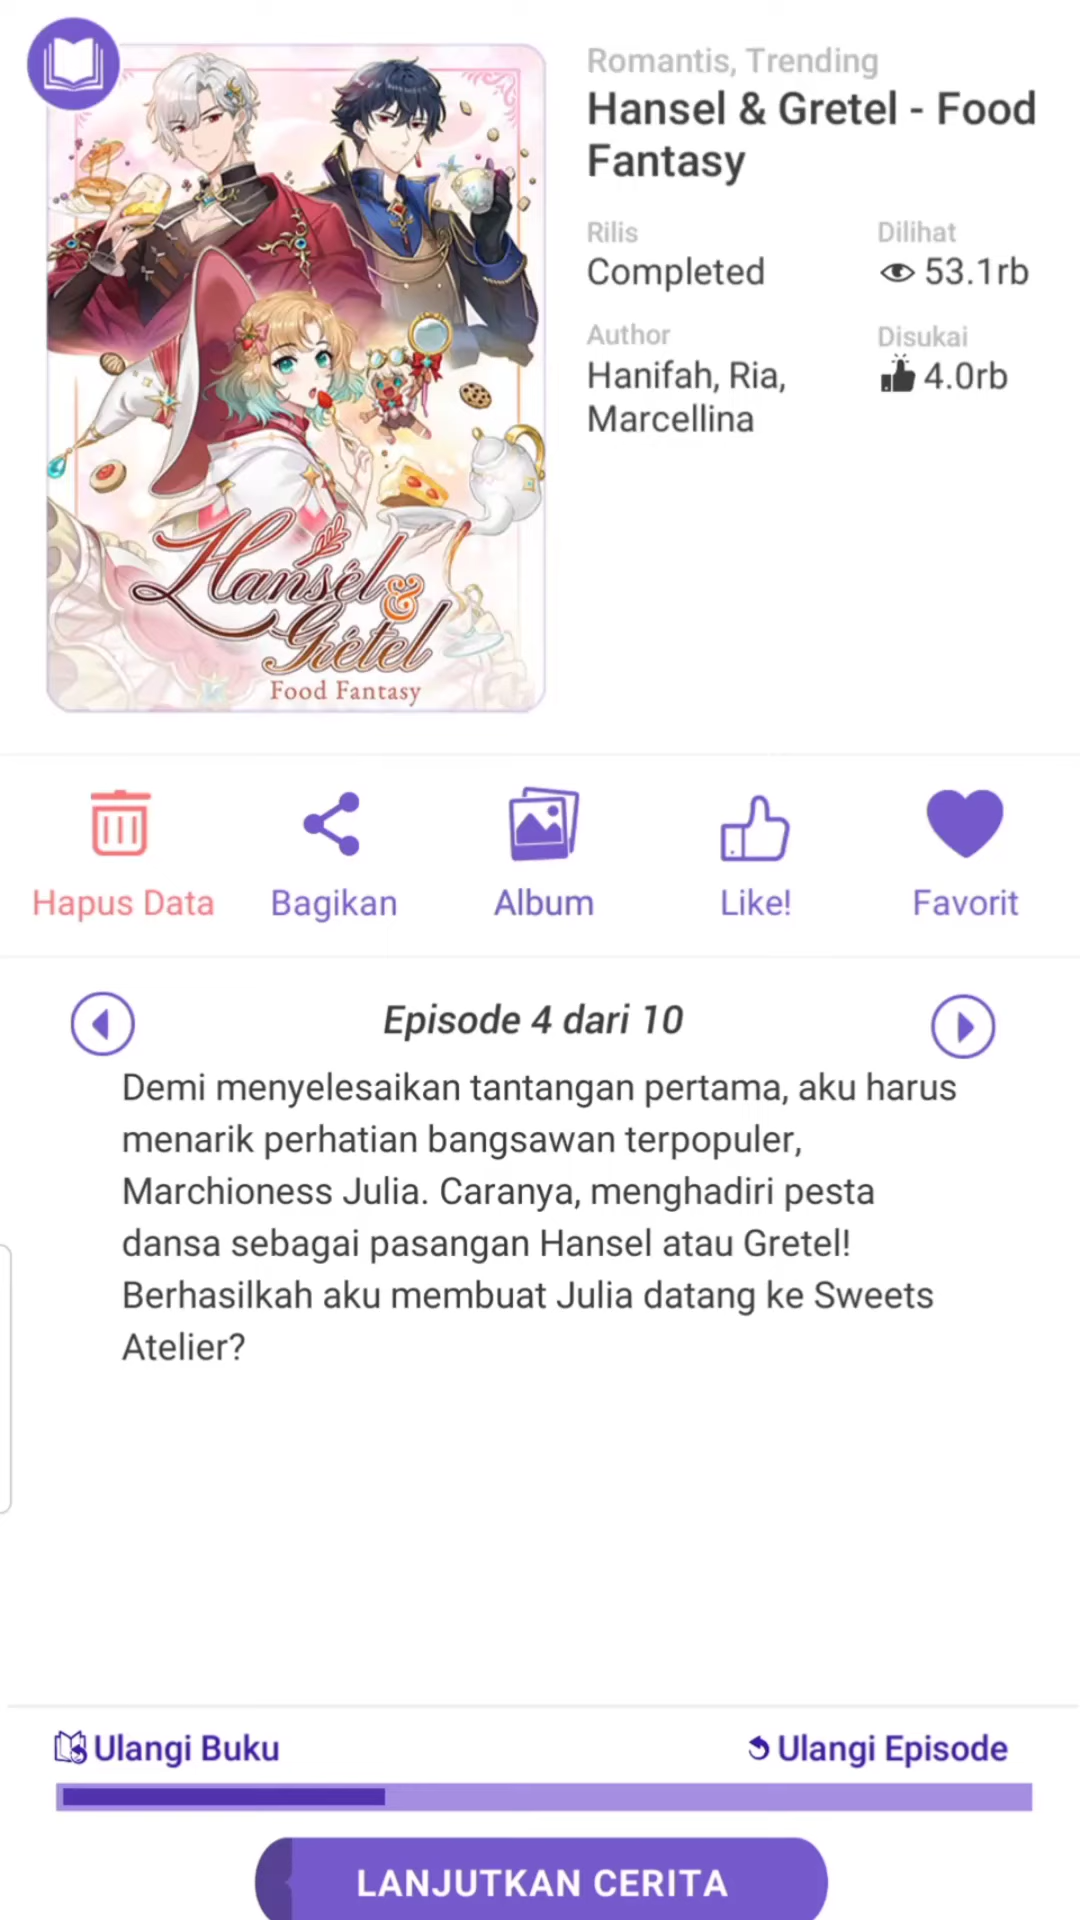 Romantis, Trending
Hansel & Gretel - Food
Fantasy
Rilis
Dilihat
Completed
53.1rb
Author
Disukai
Hanifah, Ria,
4.0rb
Marcellina
Hansel &
Gretel
Food Fantasy
Hapus Data
Bagikan
Album
Like!
Favorit
Episode 4 dari 10
Demi menyelesaikan tantangan pertama, aku harus
menarik perhatian bangsawan terpopuler,
Marchioness Julia. Caranya, menghadiri pesta
dansa sebagai pasangan Hansel atau Gretel!
Berhasilkah aku membuat Julia datang ke Sweets
Atelier?
Ulangi Buku
Ulangi Episode
LANJUTKAN CERITA